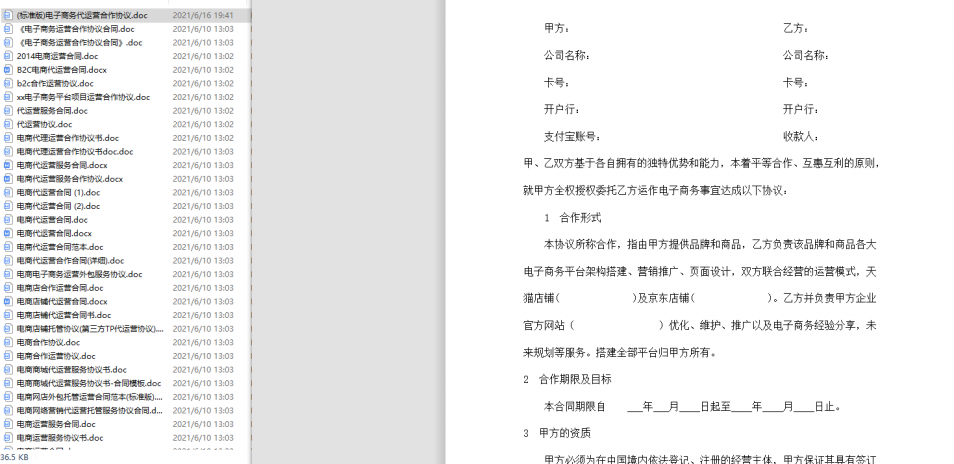 (标准版)电子商务代运营合作协议.doc 2021/6/16 19:41
《电子商务运营合作协议合同.doc 2021/6/10 13:03
《电子商务运营合作协议合同》.doc 2021/6/10 13:03
2014电商运营合同.doc 2021/6/10 13:02
B2C电商代运营合同.docx 2021/6/10 13:02
b2c合作运营协议.doc 2021/6/10 13:02
xx电子商务平台项目运营合作协议.doc 2021/6/10 13:02
代运营服务合同.doc 2021/6/10 13:02
代运营协议.doc 2021/6/10 13:02
电商代理运营合作协议书.doc 2021/6/10 13:03
电商代理运营合作协议书doc.doc 2021/6/10 13:03
电商代运营服务合同.docx 2021/6/10 13:03
电商代运营服务合作协议.docx 2021/6/10 13:03
电商代运营合同 (1).doc 2021/6/10 13:03
电商代运营合同 (2).doc 2021/6/10 13:03
电商代运营合同.doc 2021/6/10 13:03
电商代运营合同.docx 2021/6/10 13:03
电商代运营合同范本.doc 2021/6/10 13:03
电商代运营合作合同(详细).doc 2021/6/10 13:03
电商电子商务运营外包服务协议.doc 2021/6/10 13:03
电商店合作运营合同.doc 2021/6/10 13:03
电商店铺代运营合同.docx 2021/6/10 13:03
电商店铺代运营合同书.doc 2021/6/10 13:03
电商店铺托管协议(第三方TP代运营协议).... 2021/6/10 13:03
电商合作协议.doc 2021/6/10 13:03
电商合作运营协议.doc 2021/6/10 13:03
电商商城代运营服务协议书.doc 2021/6/10 13:03
电商商城代运营服务协议书-合同模板.doc 2021/6/10 13:03
电商网店外包托管运营合同范本(标准版).... 2021/6/10 13:03
电商网络营销代运营托管服务协议合同.d... 2021/6/10 13:03
电商运营服务合同.doc 2021/6/10 13:03
电商运营服务协议书.doc 2021/6/10 13:03
36.5 KB
甲方： 乙方：
公司名称： 公司名称：
卡号： 卡号：
开户行： 开户行：
支付宝账号： 收款人：
甲、乙双方基于各自拥有的独特优势和能力，本着平等合作、互惠互利的原则，
就甲方全权授权委托乙方运作电子商务事宜达成以下协议：
1 合作形式
本协议所称合作，指由甲方提供品牌和商品，乙方负责该品牌和商品各大
电子商务平台架构搭建、营销推广、页面设计，双方联合经营的运营模式，天
猫店铺( )及京东店铺( )。乙方并负责甲方企业
官方网站（ ）优化、维护、推广以及电子商务经验分享，未
来规划等服务。搭建全部平台归甲方所有。
2 合作期限及目标
本合同期限自 ___年___月____日起至____年____月____日止。
3 甲方的资质
甲方必须为在中国境内依法登记、注册的经营主体，甲方保证其具有签订